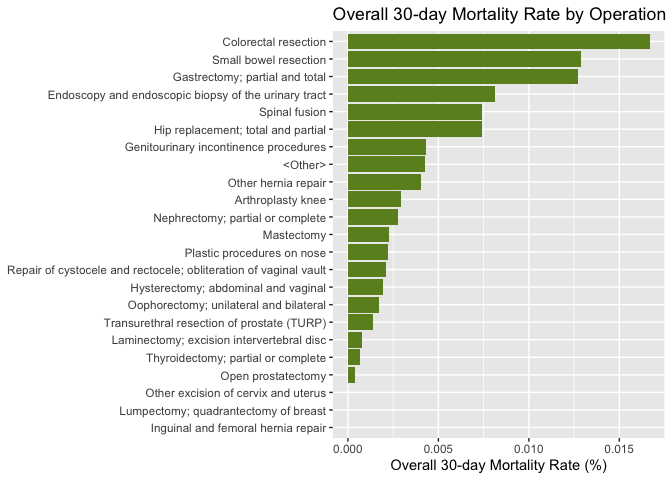 Overall 30-day Mortality Rate by Operation
Colorectal resection
Small bowel resection
Gastrectomy; partial and total
Endoscopy and endoscopic biopsy of the urinary tract
Spinal fusion
Hip replacement; total and partial
Genitourinary incontinence procedures
<Other>
Other hernia repair
Arthroplasty knee
Nephrectomy; partial or complete
Mastectomy
Plastic procedures on nose
Repair of cystocele and rectocele; obliteration of vaginal vault
Hysterectomy; abdominal and vaginal
Oophorectomy; unilateral and bilateral
Transurethral resection of prostate (TURP)
Laminectomy; excision intervertebral disc
Thyroidectomy; partial or complete
Open prostatectomy
Other excision of cervix and uterus
Lumpectomy; quadrantectomy of breast
Inguinal and femoral hernia repair
0.000 0.005 0.010 0.015
Overall 30-day Mortality Rate (%)